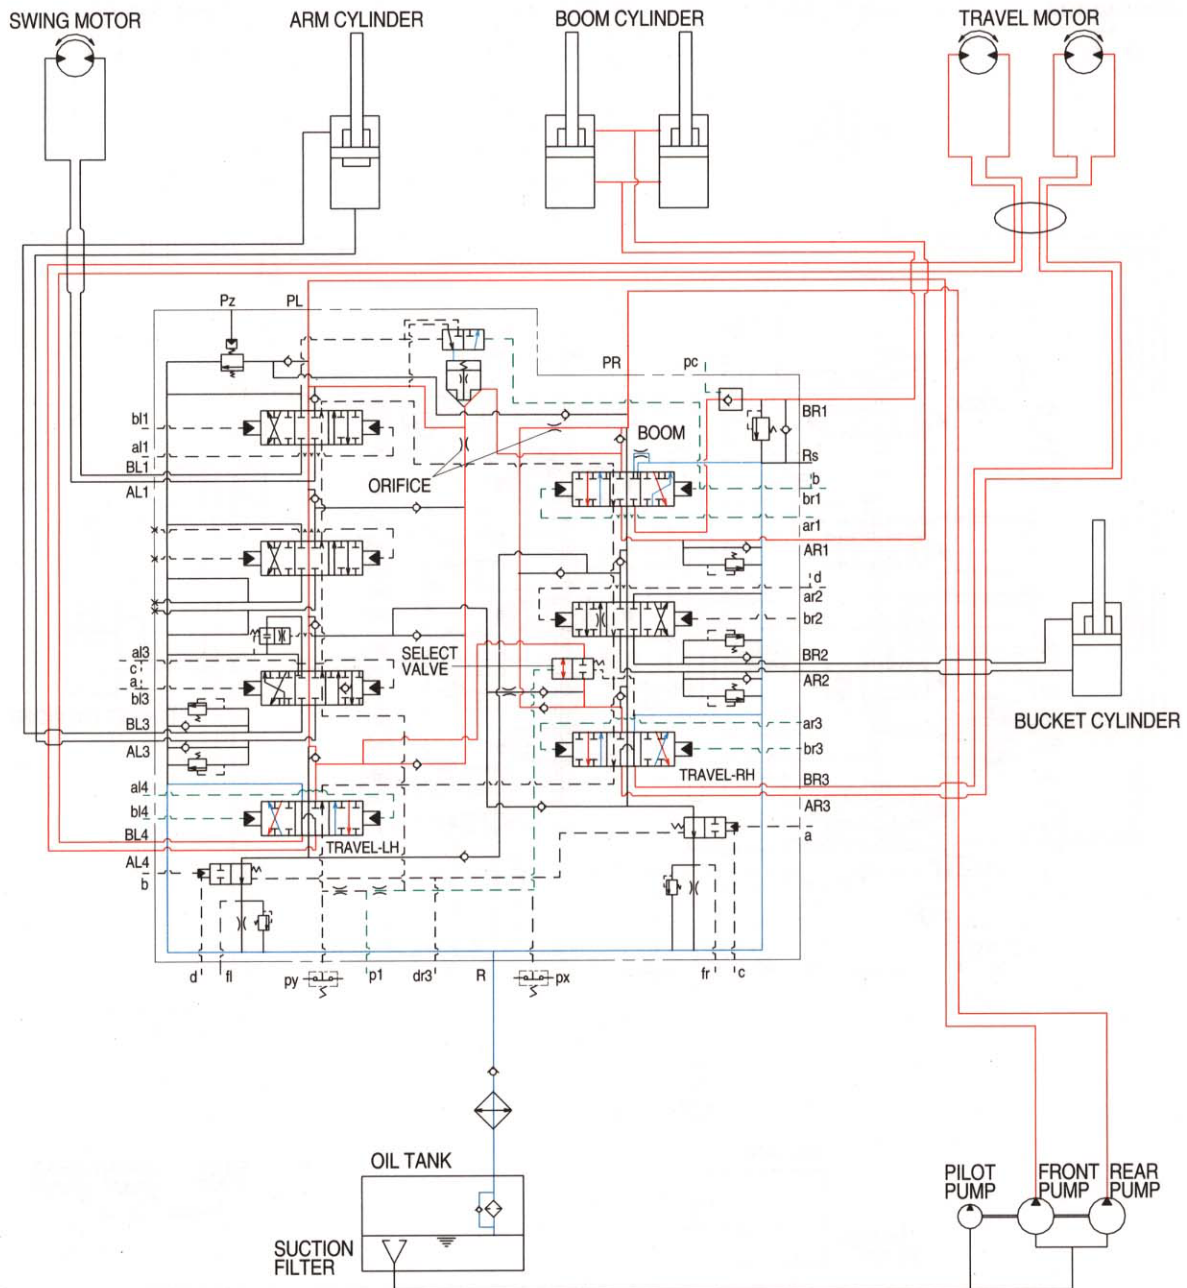 SWING MOTOR
ARM CYLINDER
BOOM CYLINDER
TRAVEL MOTOR
Pz
PL
PR
pc
bl1
al1
BL1
AL1
ORIFICE
BOOM
BR1
Rs
b
br1
ar1
AR1
d
ar2
br2
BR2
AR2
al3
c
a
bl3
BL3
AL3
SELECT
VALVE
BUCKET CYLINDER
ar3
br3
TRAVEL-RH
BR3
AR3
a
al4
bl4
BL4
AL4
b
TRAVEL-LH
d
fl
py
p1
dr3
R
px
fr
c
OIL TANK
SUCTION
FILTER
PILOT
PUMP
FRONT
PUMP
REAR
PUMP